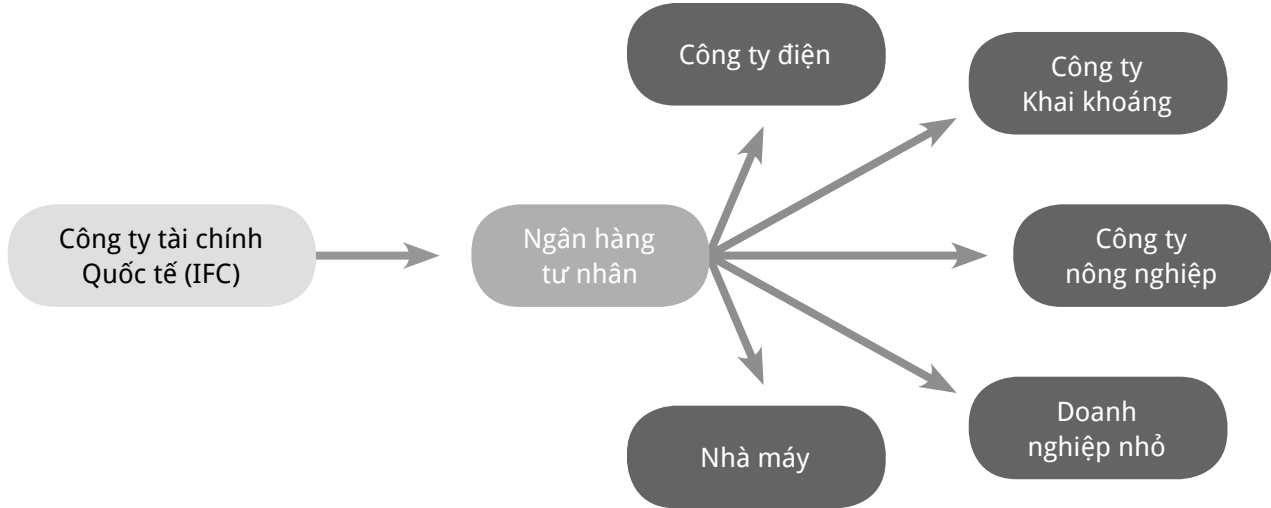 Công ty điện
Công ty
Khai khoáng
Công ty tài chính
Quốc tế (IFC)
Ngân hàng
tư nhân
Công ty
nông nghiệp
Doanh
nghiệp nhỏ
Nhà máy